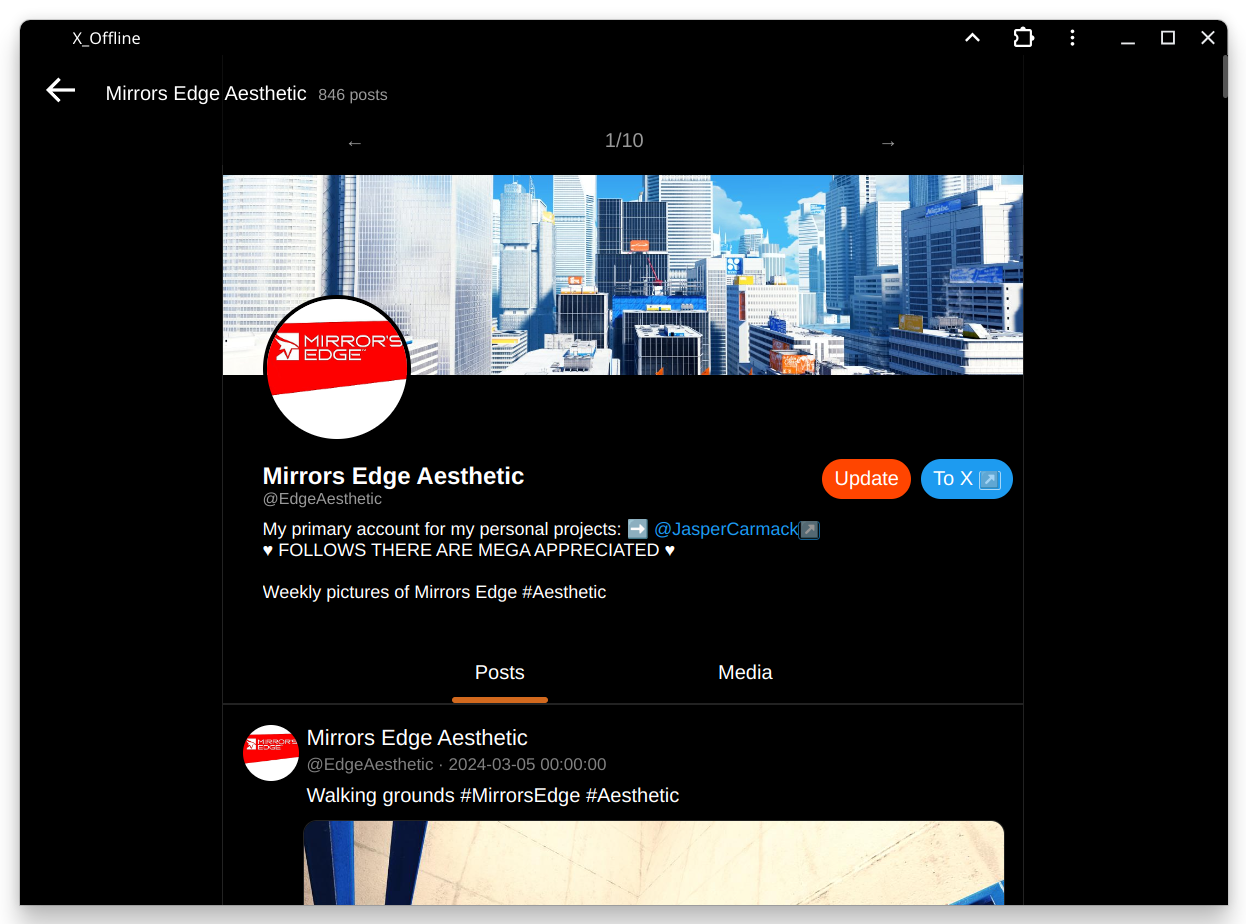 X_Offline
Mirrors Edge Aesthetic 846 posts
← 1/10 →
MIRROR'S
EDGE™
Mirrors Edge Aesthetic
Update
To X ↗
@EdgeAesthetic
My primary account for my personal projects: ➡ @JasperCarmack↗
♥ FOLLOWS THERE ARE MEGA APPRECIATED ♥
Weekly pictures of Mirrors Edge #Aesthetic
Posts
Media
MIRROR'S
EDGE
Mirrors Edge Aesthetic
@EdgeAesthetic · 2024-03-05 00:00:00
Walking grounds #MirrorsEdge #Aesthetic